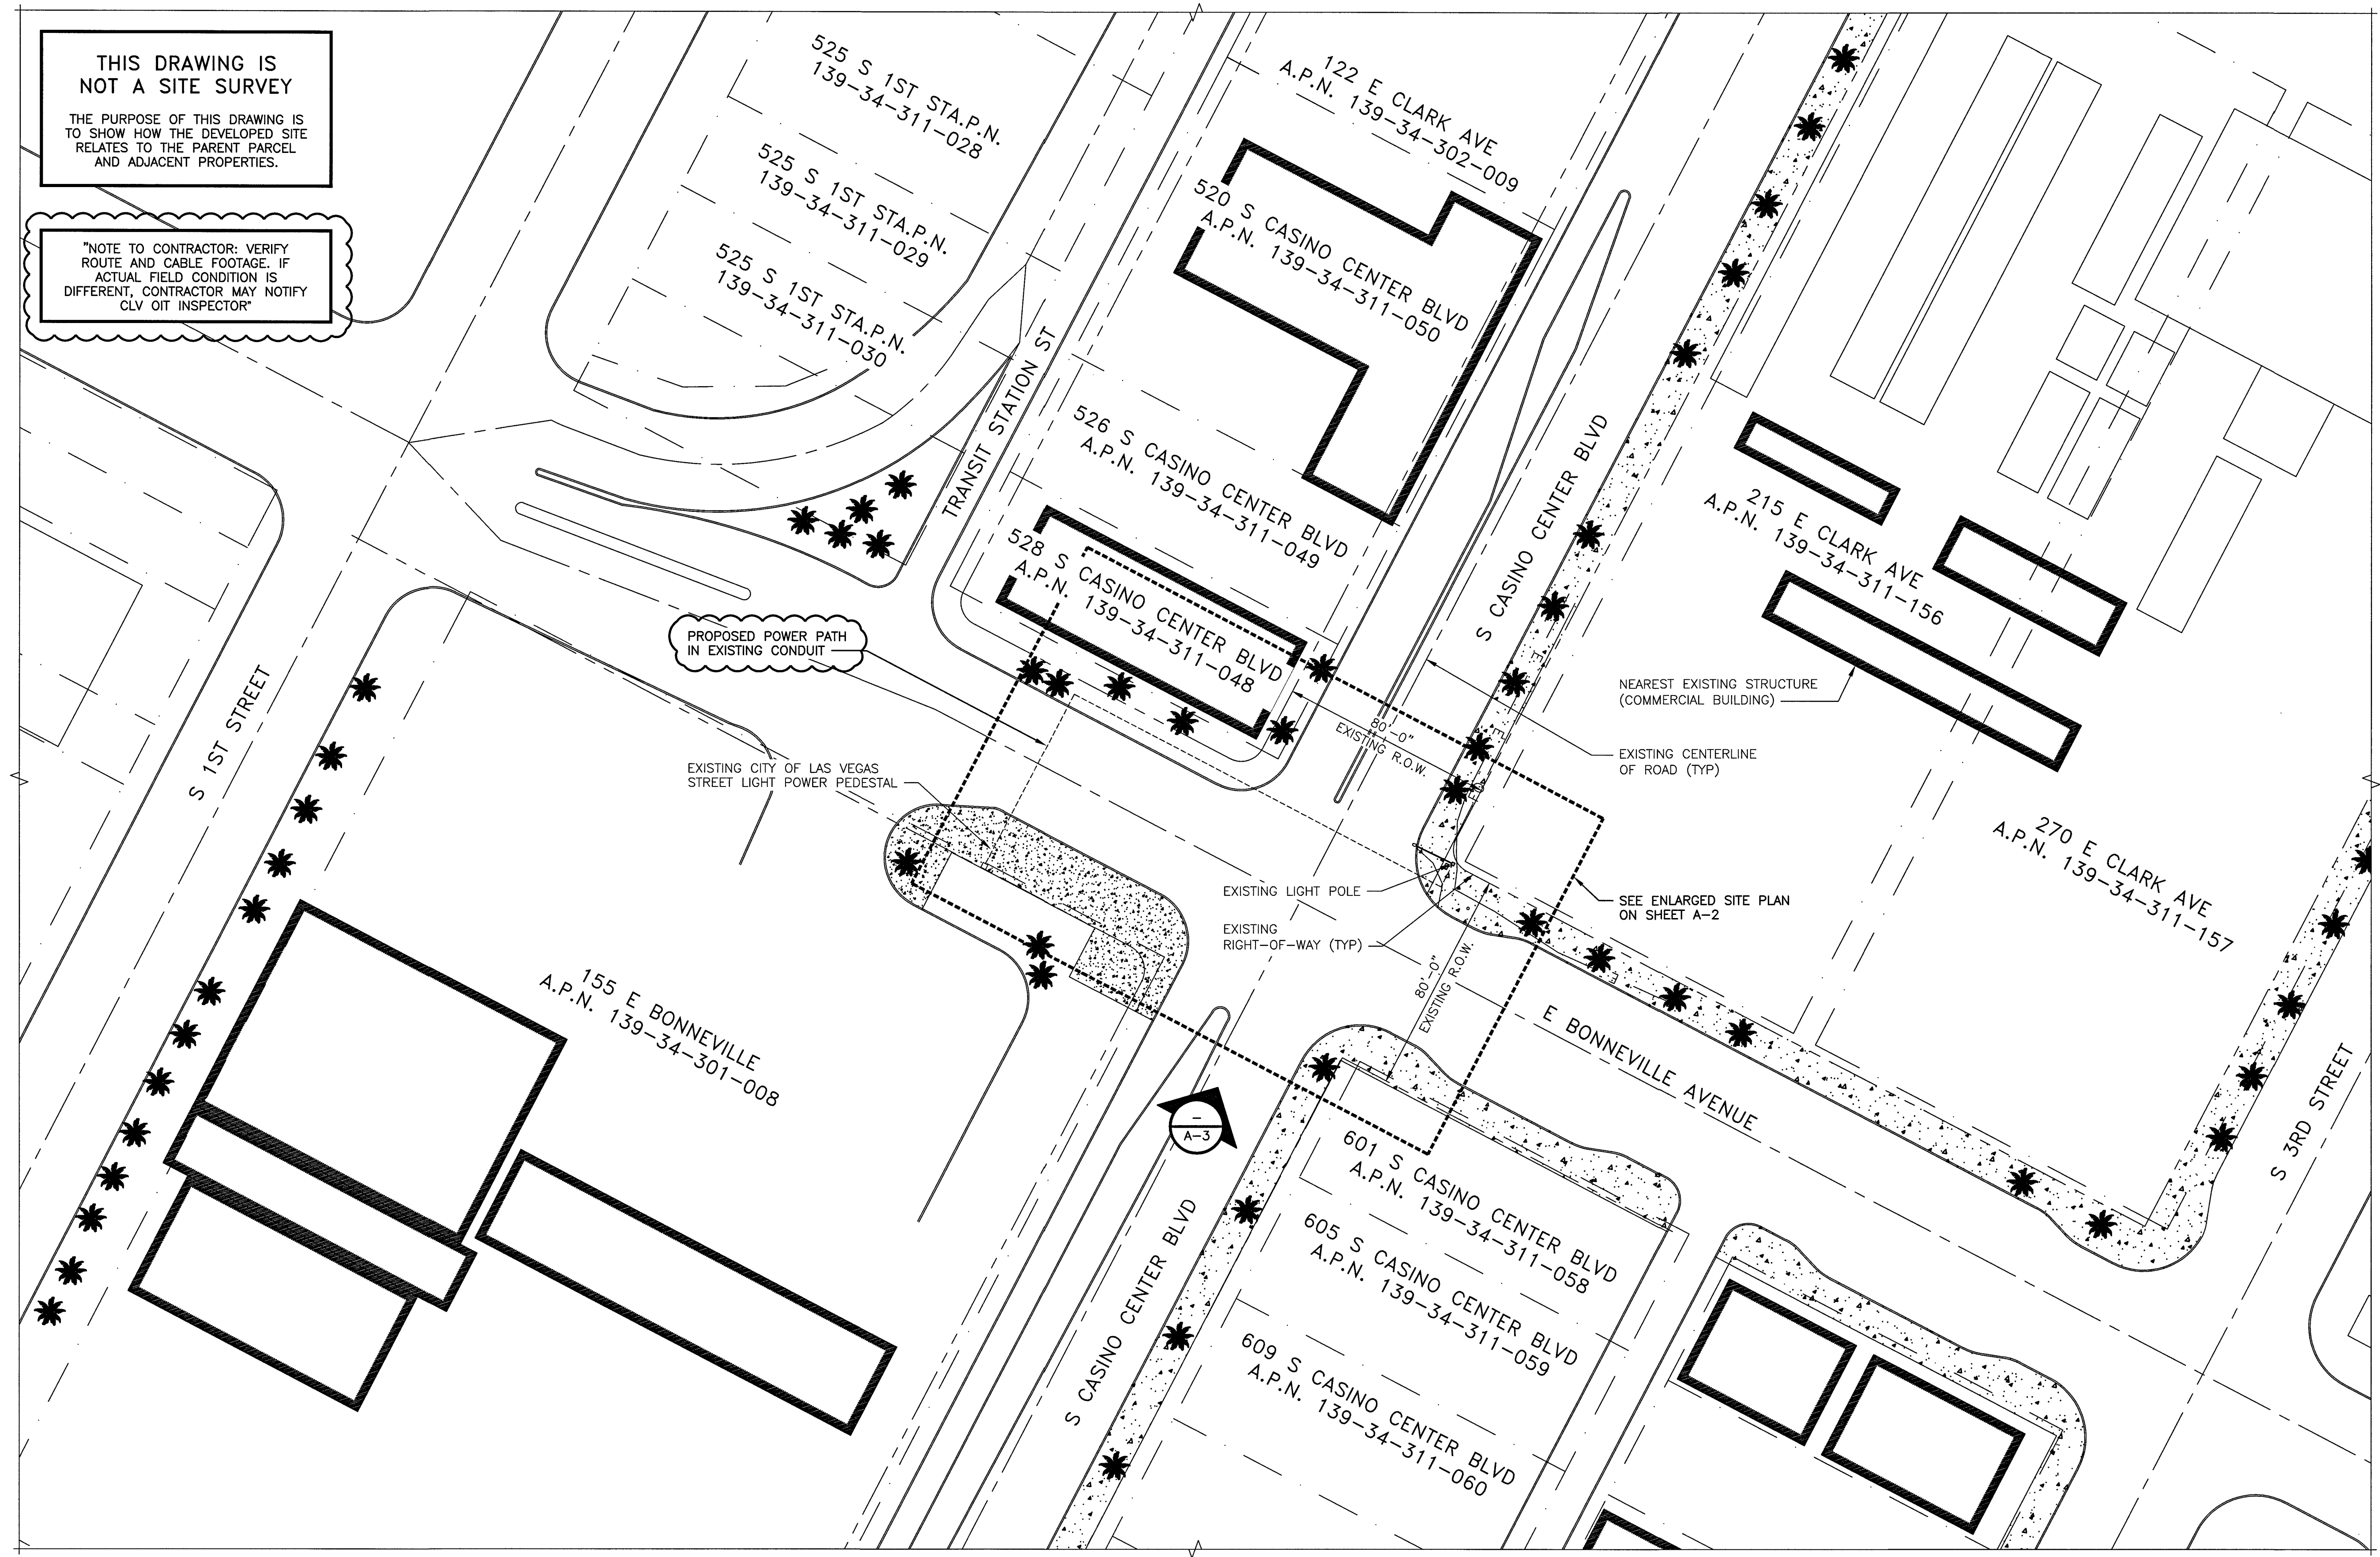 THIS DRAWING IS
NOT A SITE SURVEY
THE PURPOSE OF THIS DRAWING IS
TO SHOW HOW THE DEVELOPED SITE
RELATES TO THE PARENT PARCEL
AND ADJACENT PROPERTIES.
"NOTE TO CONTRACTOR: VERIFY
ROUTE AND CABLE FOOTAGE. IF
ACTUAL FIELD CONDITION IS
DIFFERENT, CONTRACTOR MAY NOTIFY
CLV OIT INSPECTOR"
525 S 1ST STA.P.N.
139-34-311-028
525 S 1ST STA.P.N.
139-34-311-029
525 S 1ST STA.P.N.
139-34-311-030
122 E CLARK AVE
A.P.N. 139-34-302-009
520 S CASINO CENTER BLVD
A.P.N. 139-34-311-050
TRANSIT STATION ST
526 S CASINO CENTER BLVD
A.P.N. 139-34-311-049
528 S CASINO CENTER BLVD
A.P.N. 139-34-311-048
S CASINO CENTER BLVD
215 E CLARK AVE
A.P.N. 139-34-311-156
PROPOSED POWER PATH
IN EXISTING CONDUIT
S 1ST STREET
EXISTING CITY OF LAS VEGAS
STREET LIGHT POWER PEDESTAL
80'-0"
EXISTING R.O.W.
E
E
E
NEAREST EXISTING STRUCTURE
(COMMERCIAL BUILDING)
EXISTING CENTERLINE
OF ROAD (TYP)
270 E CLARK AVE
A.P.N. 139-34-311-157
EXISTING LIGHT POLE
SEE ENLARGED SITE PLAN
ON SHEET A-2
EXISTING
RIGHT-OF-WAY (TYP)
80'-0"
EXISTING R.O.W.
155 E BONNEVILLE
A.P.N. 139-34-301-008
E BONNEVILLE AVENUE
S 3RD STREET
-
A-3
601 S CASINO CENTER BLVD
A.P.N. 139-34-311-058
605 S CASINO CENTER BLVD
A.P.N. 139-34-311-059
S CASINO CENTER BLVD
609 S CASINO CENTER BLVD
A.P.N. 139-34-311-060